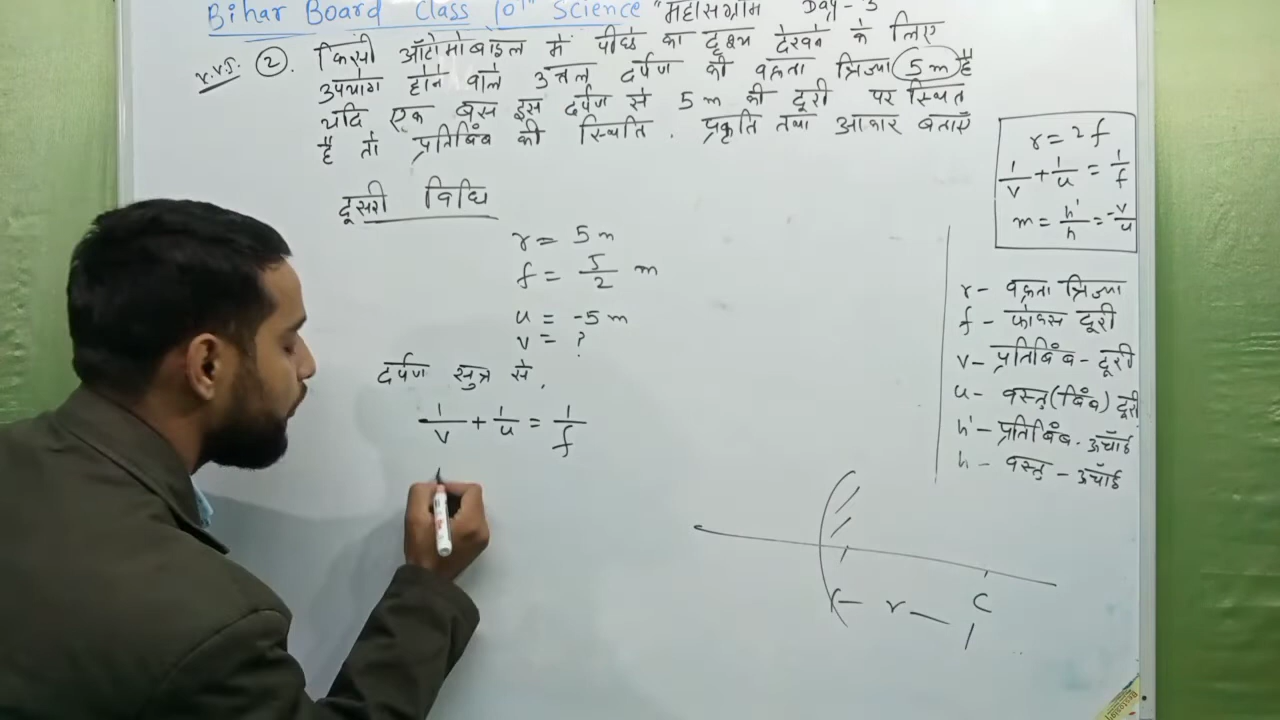 Bihar Board Class 10th Science "महासंग्राम Day-3
V.V.I. 2. किसी ऑटोमोबाइल में पीछे का दृश्य देखने के लिए
उपयोग होने वाले उत्तल दर्पण की वक्रता त्रिज्या 5 m है
यदि एक बस इस दर्पण से 5 m की दूरी पर स्थित
है तो प्रतिबिंब की स्थिति, प्रकृति तथा आकार बताएँ
दूसरी विधि
r = 5 m
f = 5/2 m
u = -5 m
v = ?
दर्पण सुत्र से,
1/v + 1/u = 1/f
r = 2f
1/v + 1/u = 1/f
m = h'/h = -v/u
r - वक्रता त्रिज्या
f - फोकस दूरी
v - प्रतिबिंब - दूरी
u - वस्तु (बिंब) दूरी
h' - प्रतिबिंब - ऊँचाई
h - वस्तु - ऊँचाई
r
C